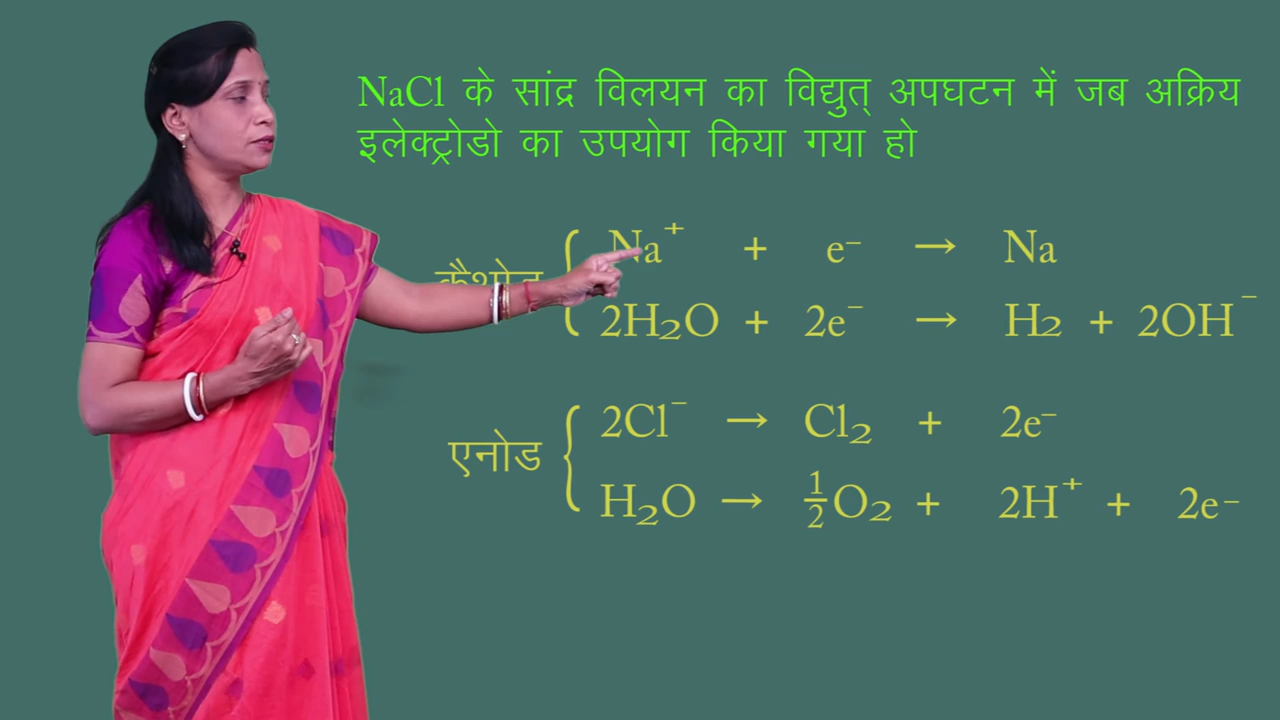 NaCl के सांद्र विलयन का विद्युत् अपघटन में जब अक्रिय
इलेक्ट्रोडो का उपयोग किया गया हो
Na⁺ + e⁻ → Na
2H₂O + 2e⁻ → H₂ + 2OH⁻
एनोड
2Cl⁻ → Cl₂ + 2e⁻
H₂O → ½O₂ + 2H⁺ + 2e⁻